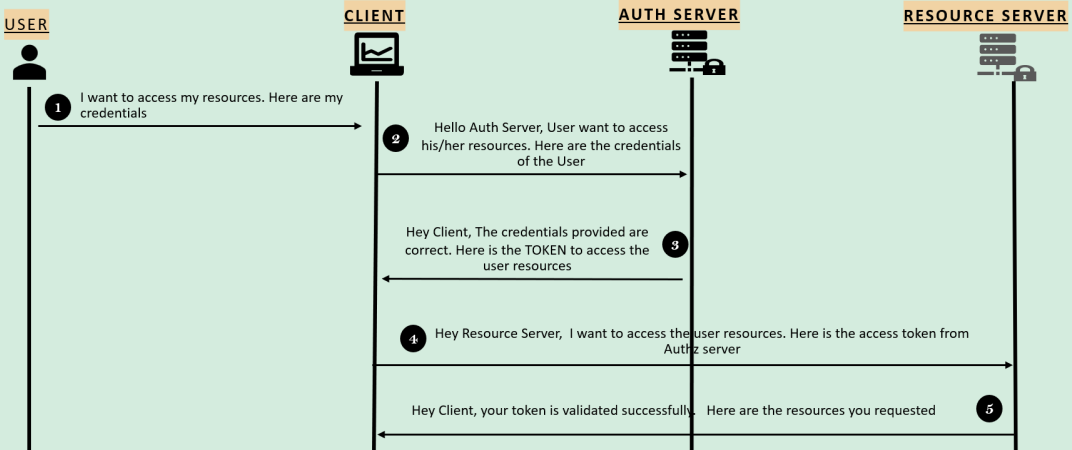 USER
CLIENT
AUTH SERVER
RESOURCE SERVER
1
I want to access my resources. Here are my
credentials
2
Hello Auth Server, User want to access
his/her resources. Here are the credentials
of the User
Hey Client, The credentials provided are
correct. Here is the TOKEN to access the
user resources
3
4
Hey Resource Server,  I want to access the user resources. Here is the access token from
Authz server
Hey Client, your token is validated successfully.  Here are the resources you requested
5